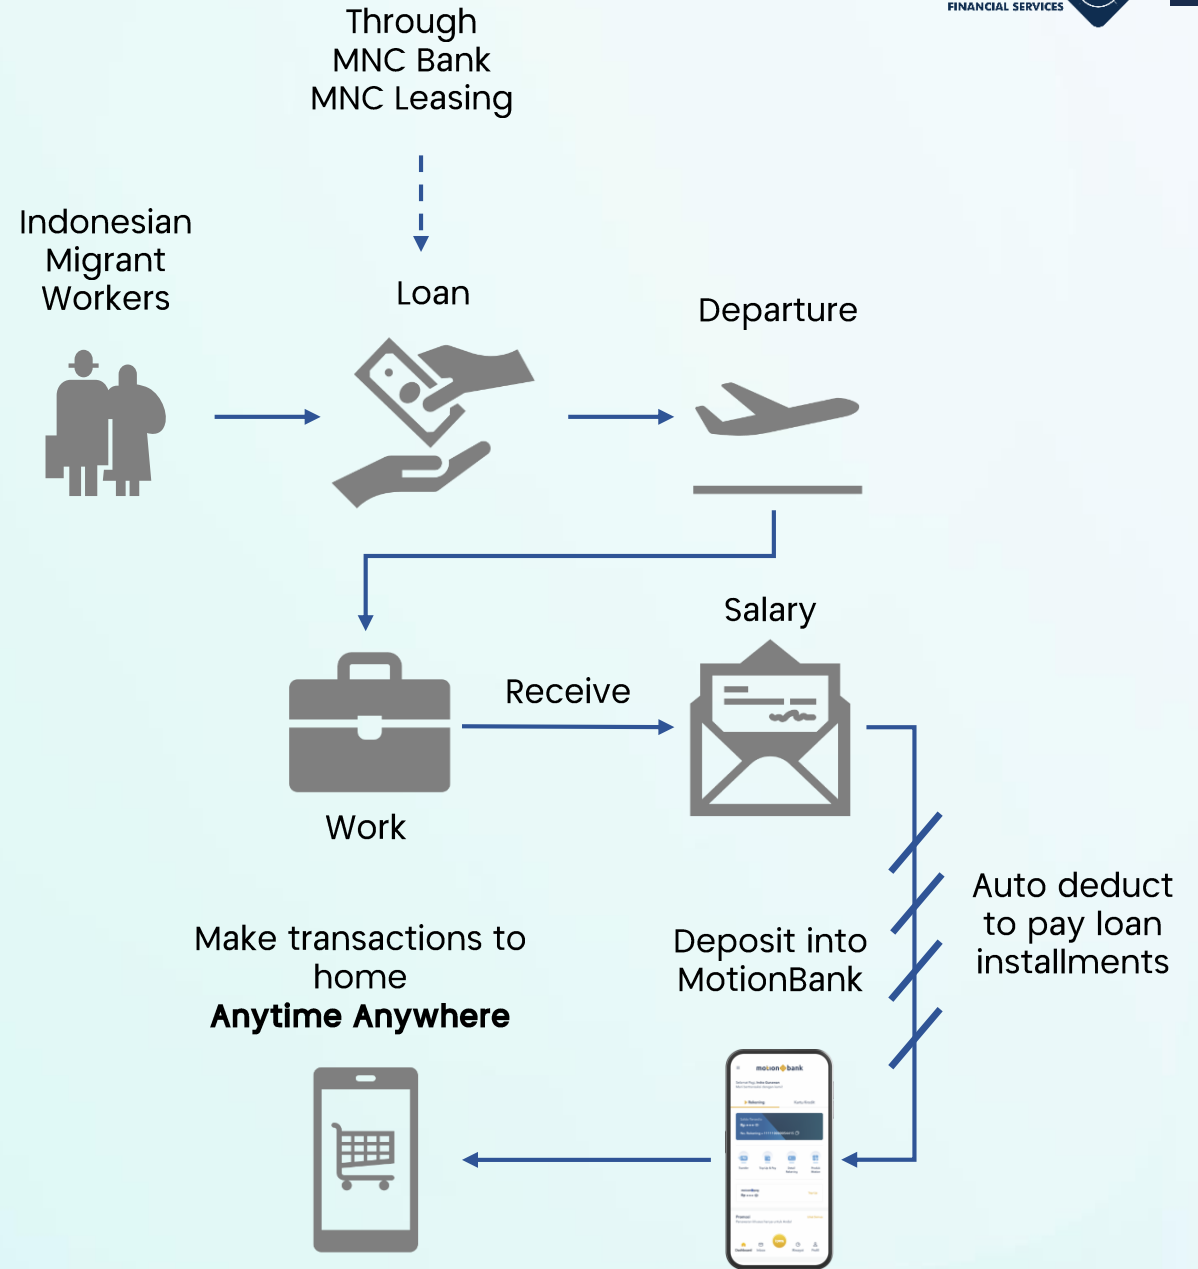 FINANCIAL SERVICES
Through
MNC Bank
MNC Leasing
Indonesian
Migrant
Workers
Loan
Departure
Salary
Receive
Work
Auto deduct
to pay loan
installments
Make transactions to
home
Anytime Anywhere
Deposit into
MotionBank
motion bank